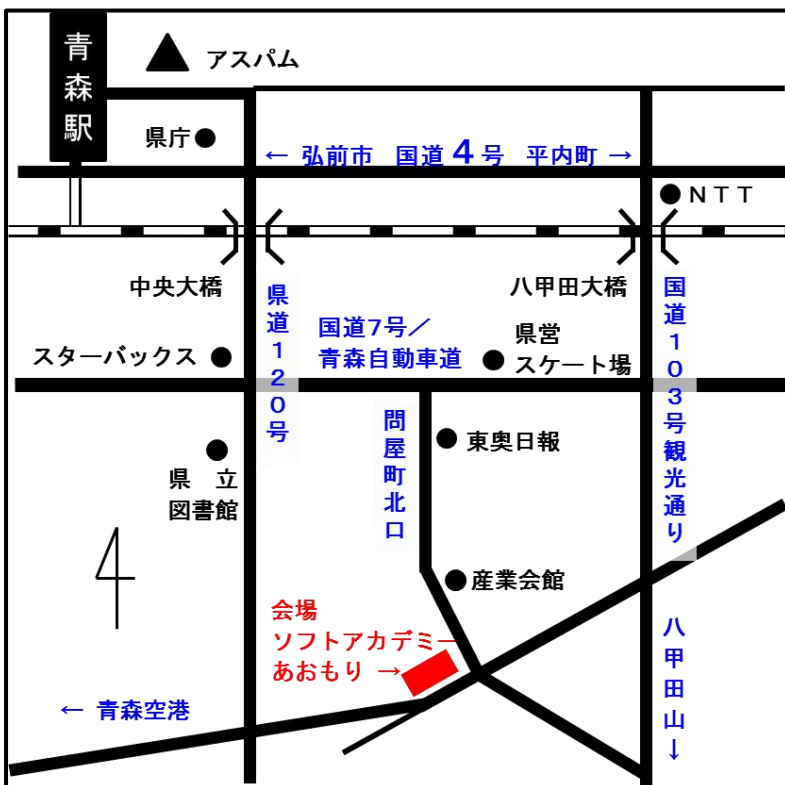 青森駅
アスパム
県庁
← 弘前市　国道４号　平内町 →
ＮＴＴ
中央大橋
八甲田大橋
県道１２０号
国道１０３号観光通り
国道7号／
青森自動車道
県営
スケート場
スターバックス
問屋町北口
東奥日報
県　立
図書館
産業会館
会場
ソフトアカデミー
あおもり →
← 青森空港
八甲田山↓